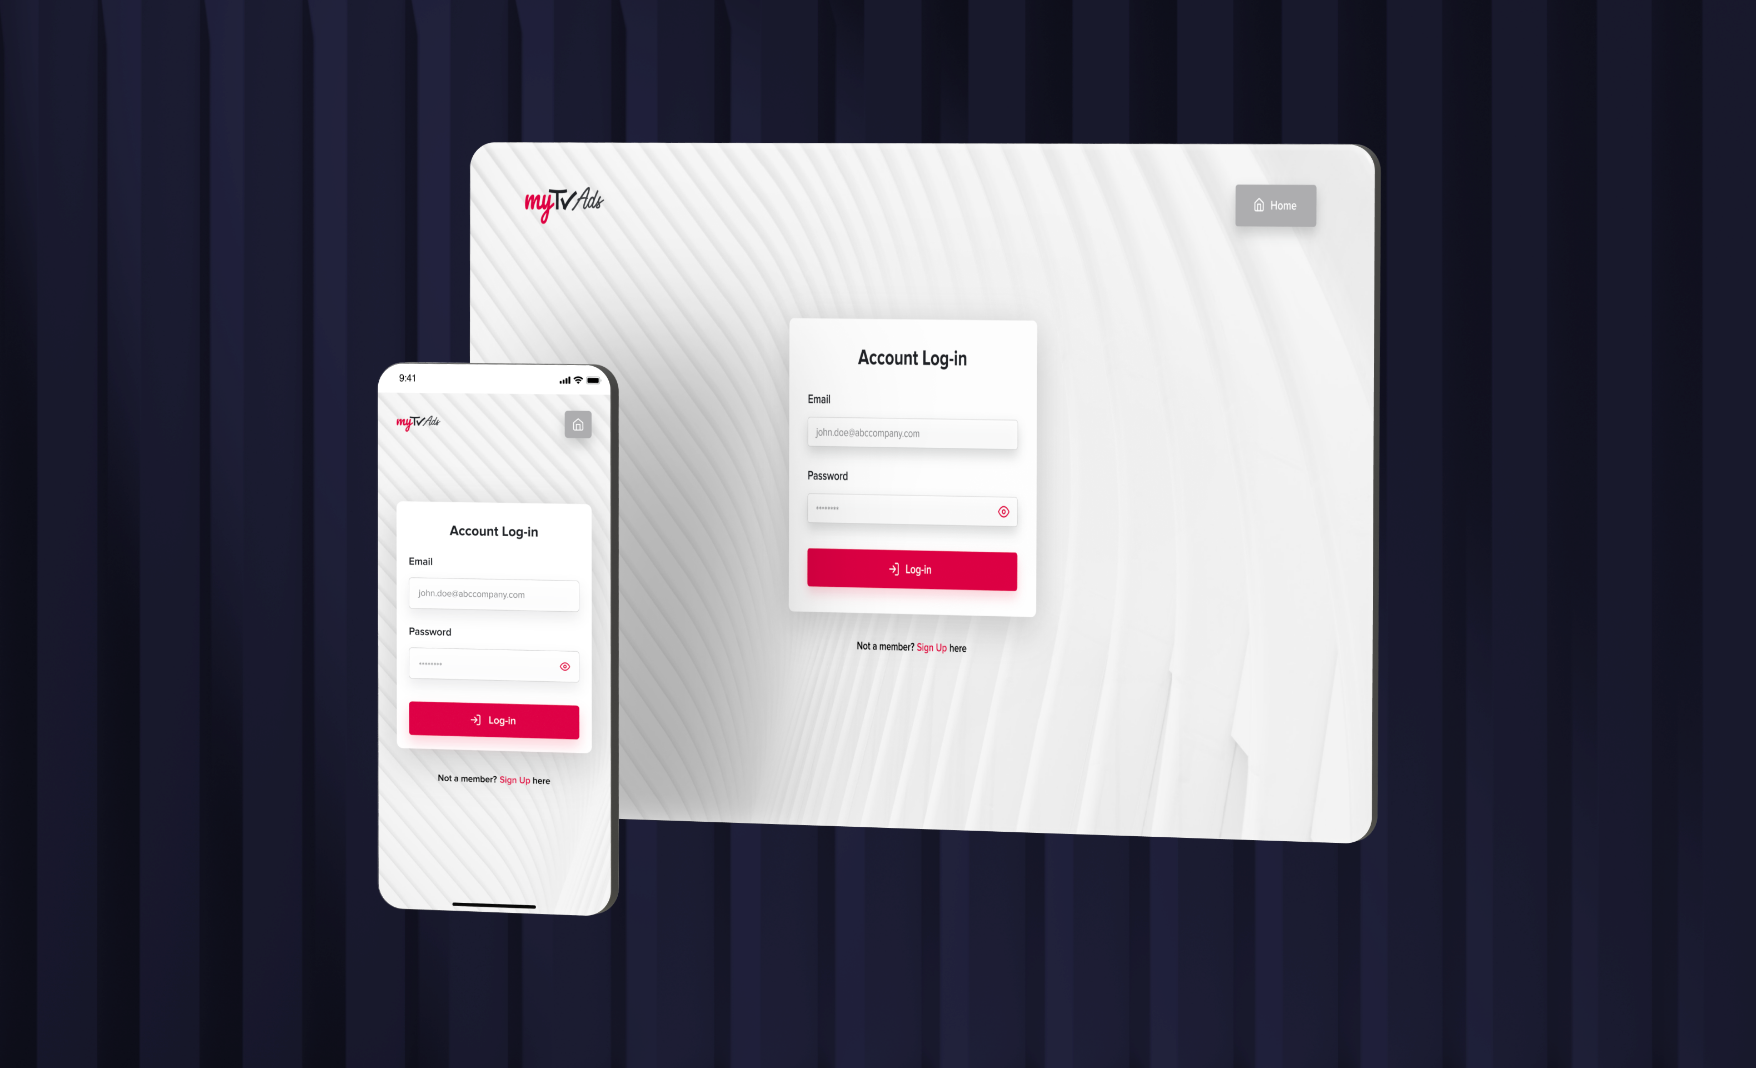 myTvAds
Home
Account Log-in
Email
john.doe@abccompany.com
Password
********
Log-in
Not a member? Sign Up here
9:41
myTvAds
Account Log-in
Email
john.doe@abccompany.com
Password
********
Log-in
Not a member? Sign Up here